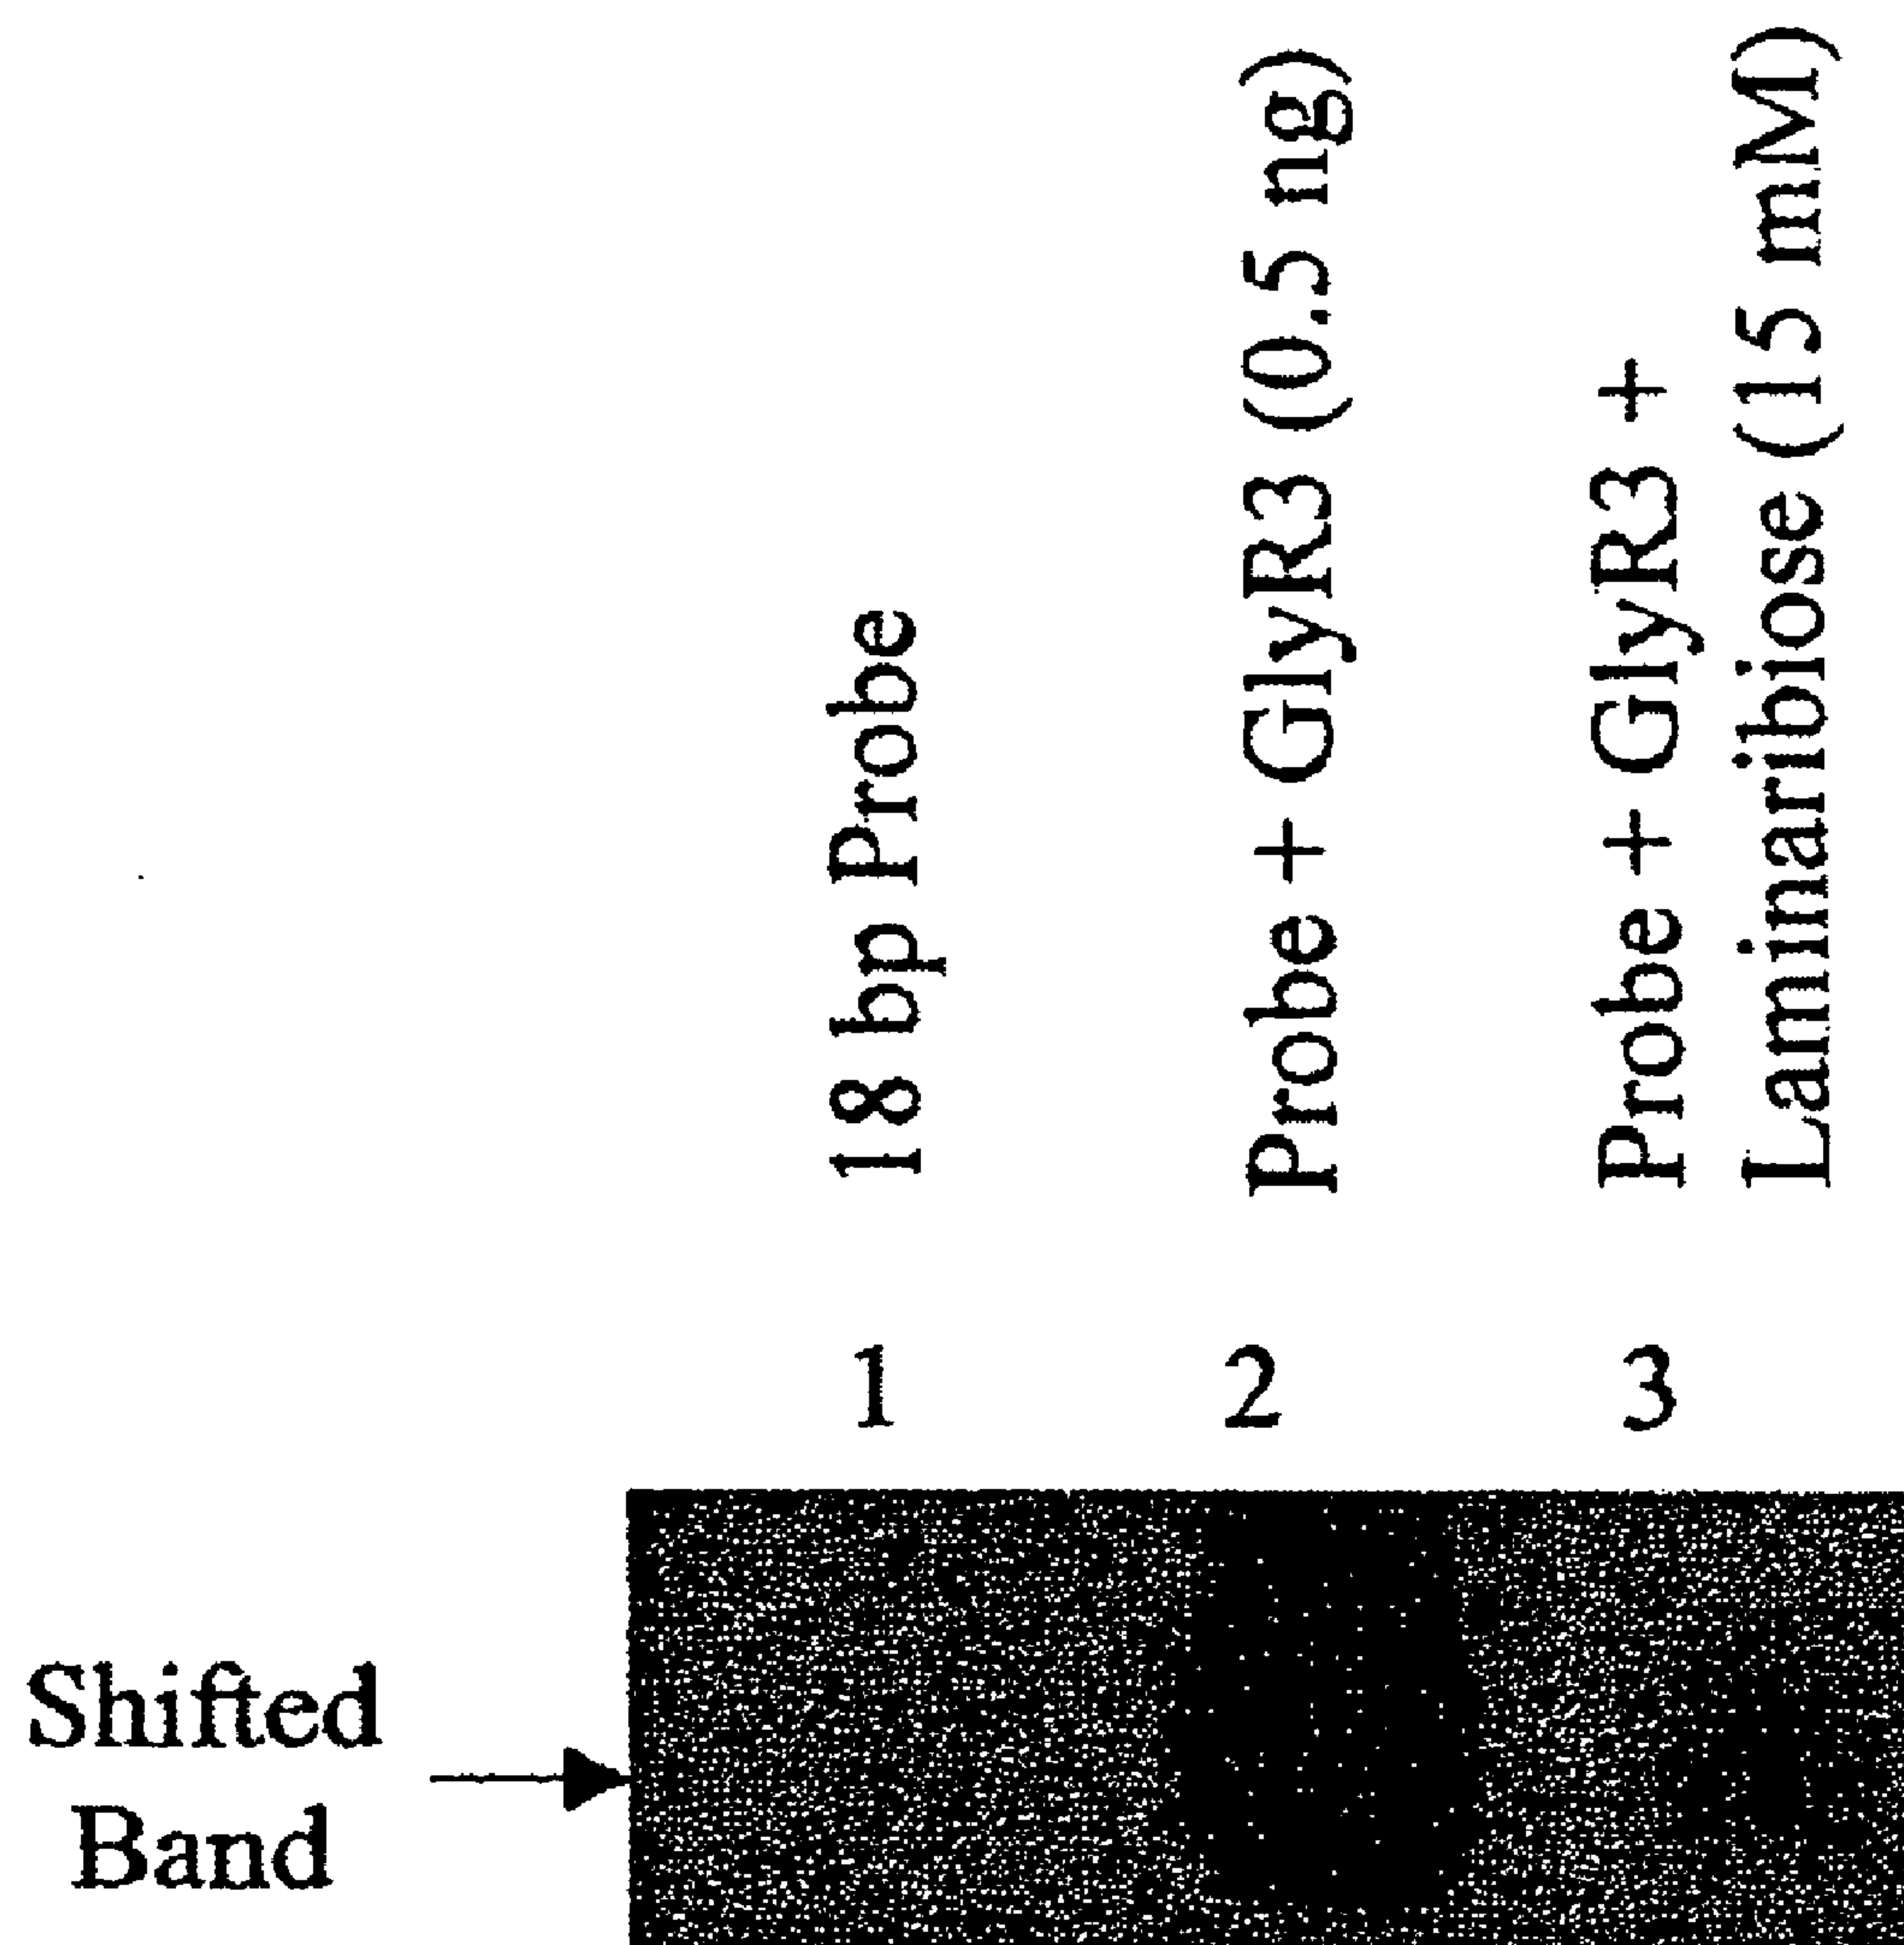 18 bp Probe
Probe + GlyR3 (0.5 ng)
Probe + GlyR3 +
Laminaribiose (15 mM)
1 2 3
Shifted
Band